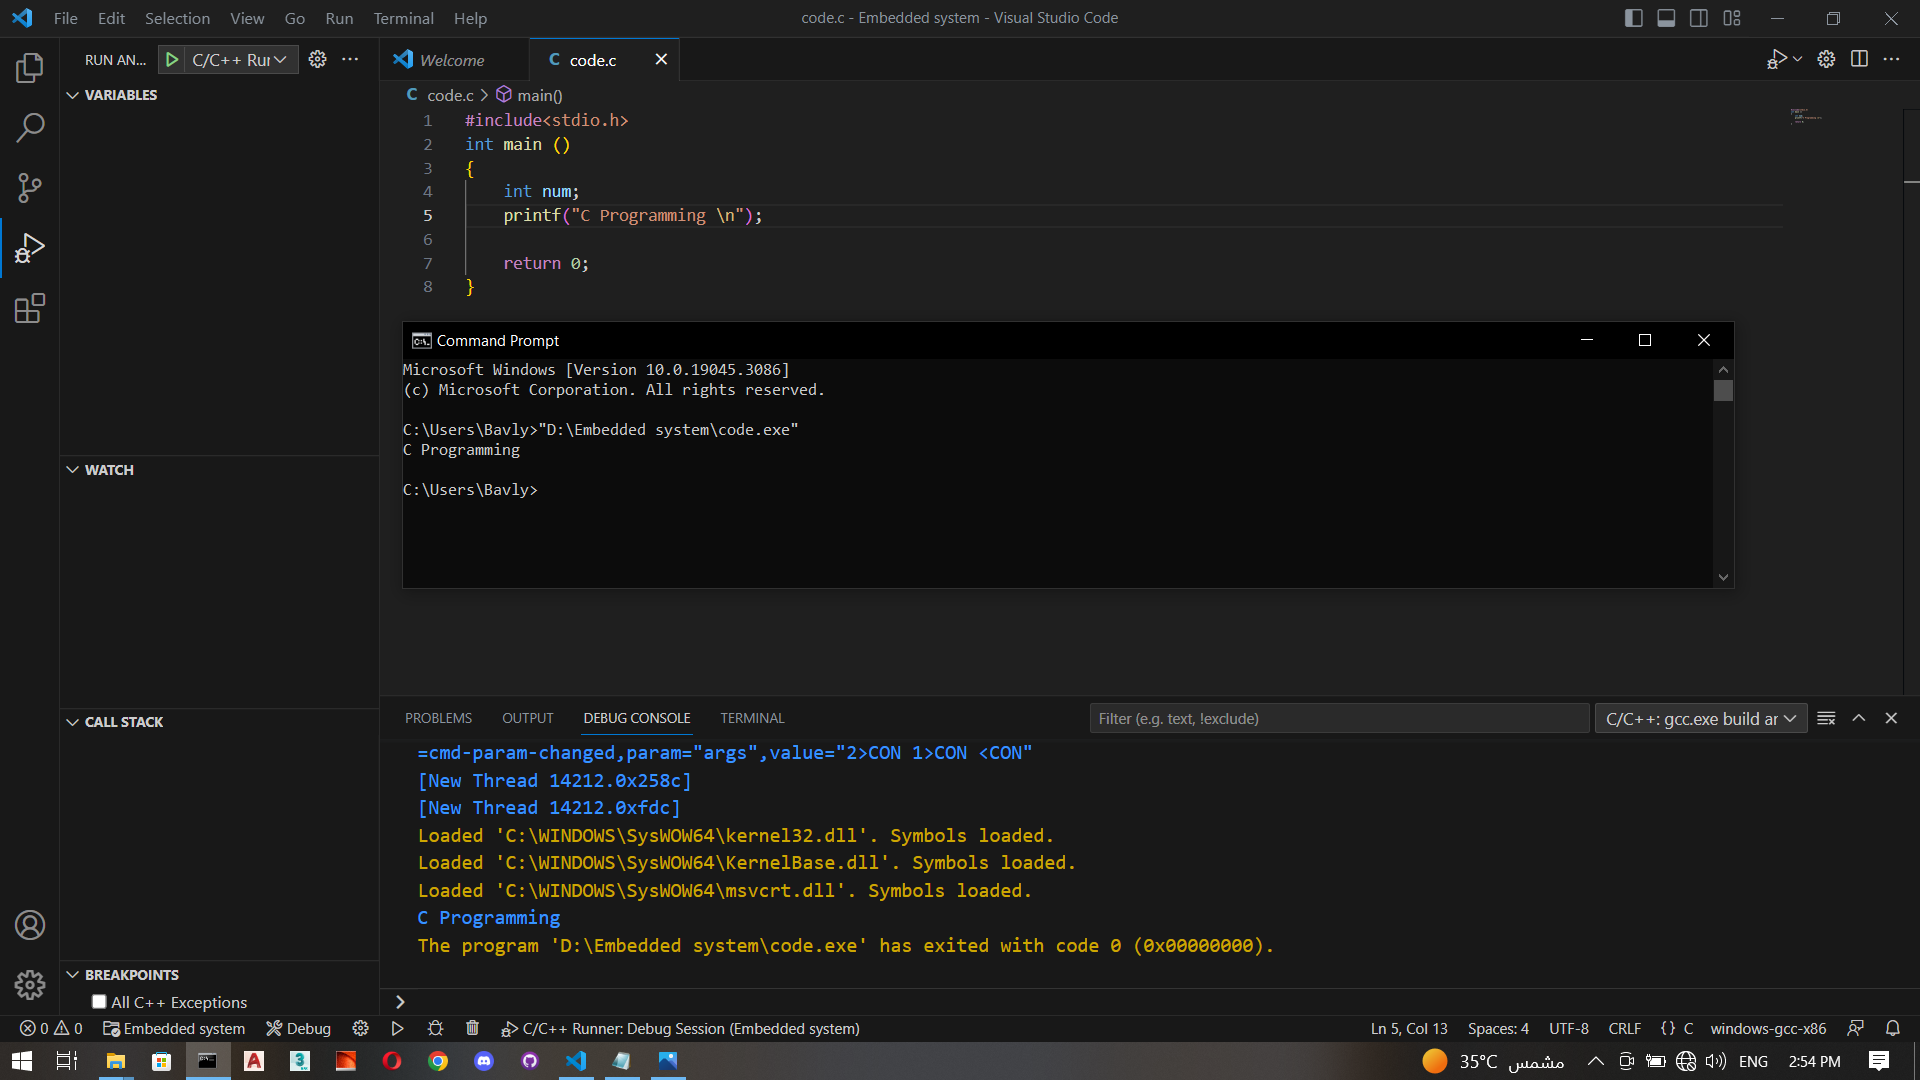 File Edit Selection View Go Run Terminal Help
code.c - Embedded system - Visual Studio Code
RUN AN...
C/C++ Rur
Welcome
C code.c
VARIABLES
C code.c > main()
1 #include<stdio.h>
2 int main ()
3 {
4 int num;
5 printf("C Programming \n");
6
7 return 0;
8 }
Command Prompt
Microsoft Windows [Version 10.0.19045.3086]
(c) Microsoft Corporation. All rights reserved.
C:\Users\Bavly>"D:\Embedded system\code.exe"
C Programming
C:\Users\Bavly>
WATCH
CALL STACK
BREAKPOINTS
All C++ Exceptions
PROBLEMS OUTPUT DEBUG CONSOLE TERMINAL
Filter (e.g. text, !exclude)
C/C++: gcc.exe build ar
=cmd-param-changed,param="args",value="2>CON 1>CON <CON"
[New Thread 14212.0x258c]
[New Thread 14212.0xfdc]
Loaded 'C:\WINDOWS\SysWOW64\kernel32.dll'. Symbols loaded.
Loaded 'C:\WINDOWS\SysWOW64\KernelBase.dll'. Symbols loaded.
Loaded 'C:\WINDOWS\SysWOW64\msvcrt.dll'. Symbols loaded.
C Programming
The program 'D:\Embedded system\code.exe' has exited with code 0 (0x00000000).
>
0 0 Embedded system Debug C/C++ Runner: Debug Session (Embedded system)
Ln 5, Col 13 Spaces: 4 UTF-8 CRLF {} C windows-gcc-x86
35°C مشمس ENG 2:54 PM